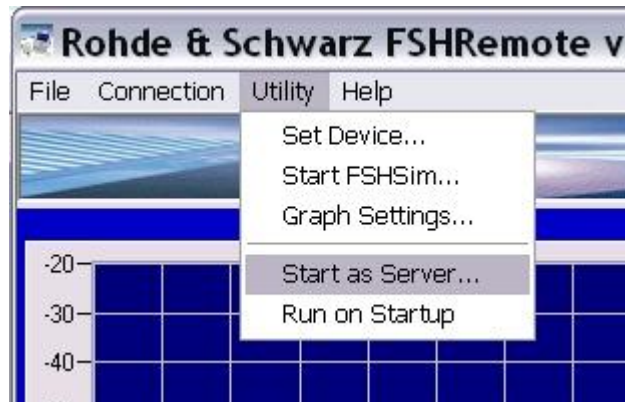 Rohde & Schwarz FSHRemote v
File Connection Utility Help
Set Device...
Start FSHSim...
Graph Settings...
Start as Server...
Run on Startup
-20
-30
-40